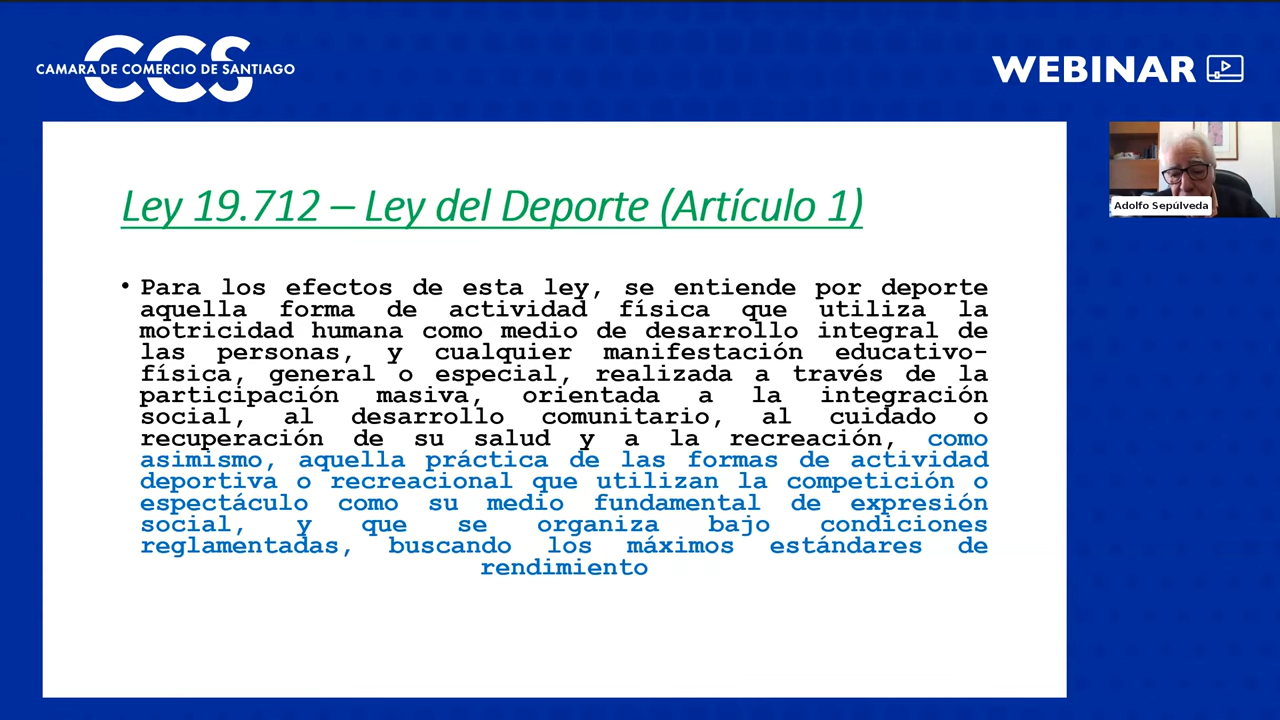 CCS
CAMARA DE COMERCIO DE SANTIAGO
WEBINAR
Ley 19.712 – Ley del Deporte (Artículo 1)
• Para los efectos de esta ley, se entiende por deporte
aquella forma de actividad física que utiliza la
motricidad humana como medio de desarrollo integral de
las personas, y cualquier manifestación educativo-
física, general o especial, realizada a través de la
participación masiva, orientada a la integración
social, al desarrollo comunitario, al cuidado o
recuperación de su salud y a la recreación, como
asimismo, aquella práctica de las formas de actividad
deportiva o recreacional que utilizan la competición o
espectáculo como su medio fundamental de expresión
social, y que se organiza bajo condiciones
reglamentadas, buscando los máximos estándares de
rendimiento
Adolfo Sepúlveda